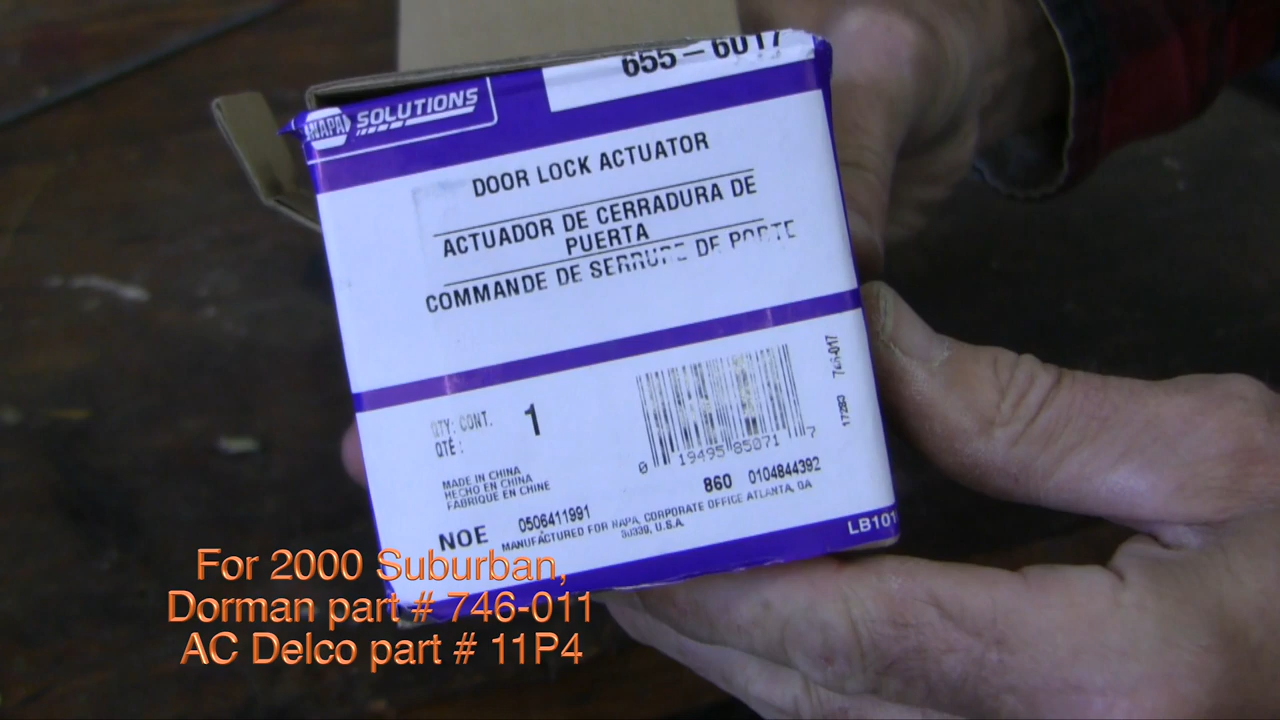 655-6017
NAPA SOLUTIONS
DOOR LOCK ACTUATOR
ACTUADOR DE CERRADURA DE
PUERTA
COMMANDE DE SERRURE DE PORTE
QTY: CONT. 1
QTÉ :
MADE IN CHINA
HECHO EN CHINA
FABRIQUE EN CHINE
NOE 0506411991
0 19495 85071 7
17283 746-017
860 0104844392
MANUFACTURED FOR NAPA, CORPORATE OFFICE ATLANTA, GA
30339, U.S.A.
LB101
For 2000 Suburban,
Dorman part # 746-011
AC Delco part # 11P4